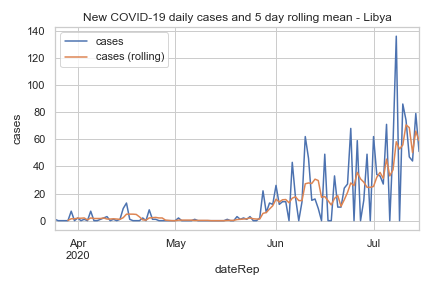 New COVID-19 daily cases and 5 day rolling mean - Libya
140
120
100
80
60
40
20
0
cases
cases
cases (rolling)
Apr
2020
May
Jun
Jul
dateRep